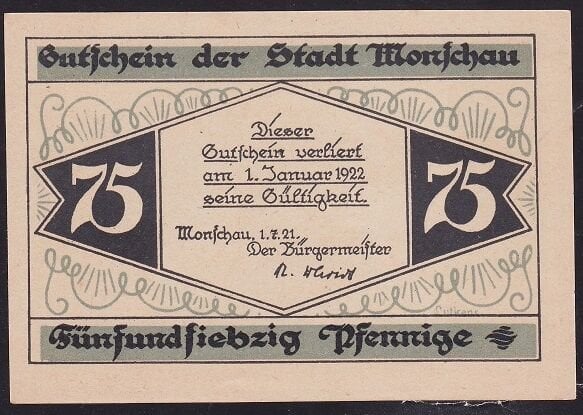 Gutschein der Stadt Monschau
75
Dieser
Gutschein verliert
am 1. Januar 1922
seine Gültigkeit.
75
Monschau, 1.7.21.
Der Bürgermeister
Fünfundsiebzig Pfennige